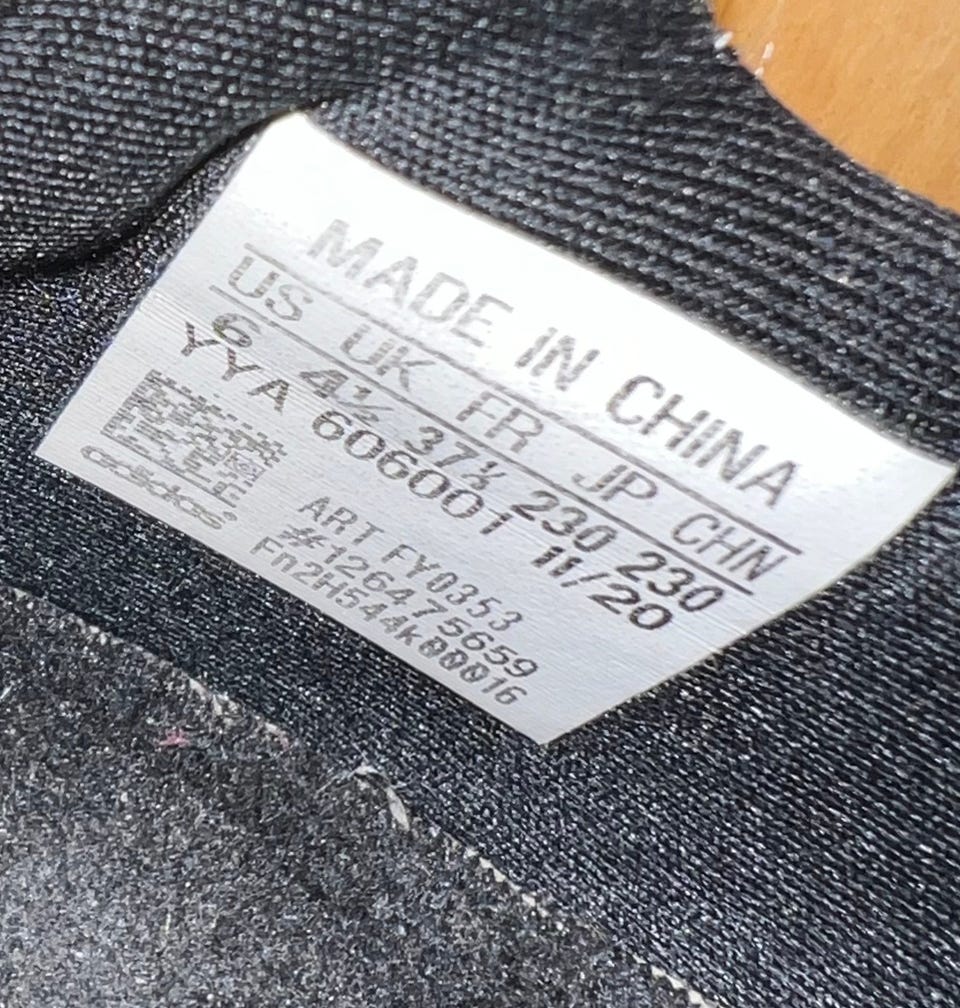 MADE IN CHINA
US UK FR JP CHN
6 4½ 37⅓ 230 230
YYA 606001 11/20
adidas
ART FY0353
#126475659
Fn2H544k00016